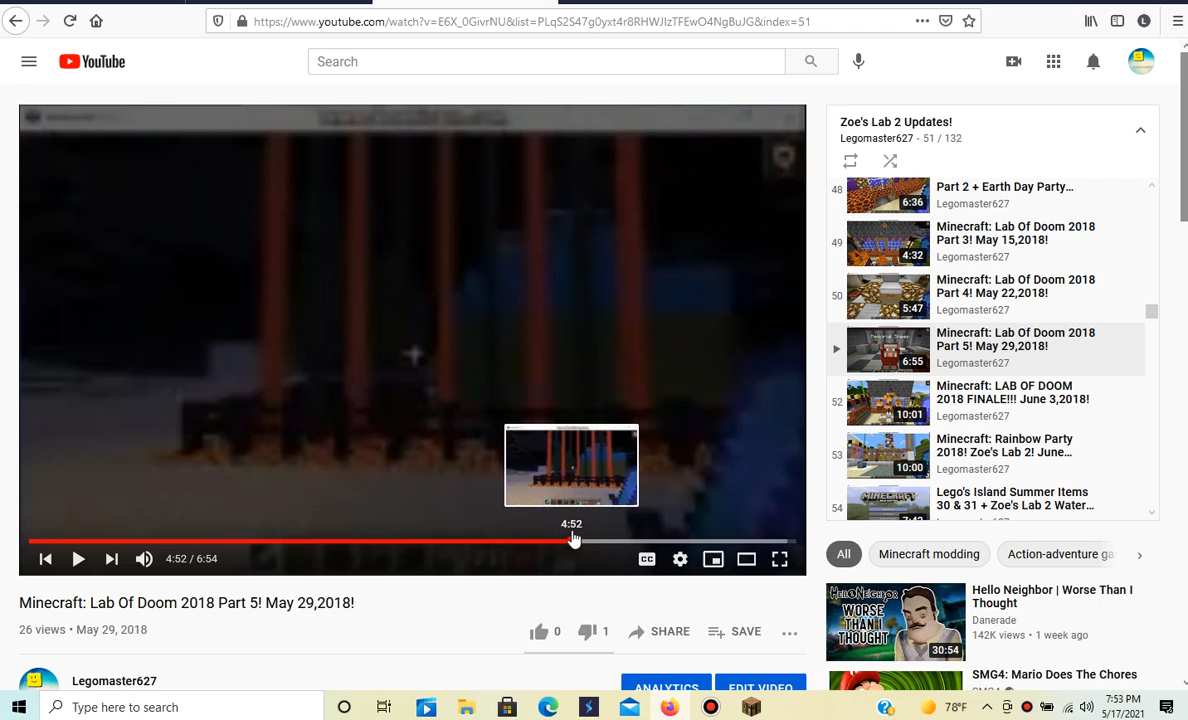 https://www.youtube.com/watch?v=E6X_0GivrNU&list=PLqS2S47g0yxt4r8RHWJIzTFEwO4NgBuJG&index=51
L
YouTube
Search
Zoe's Lab 2 Updates!
Legomaster627 - 51 / 132
48
Part 2 + Earth Day Party...
Legomaster627
6:36
49
Minecraft: Lab Of Doom 2018
Part 3! May 15,2018!
Legomaster627
4:32
50
Minecraft: Lab Of Doom 2018
Part 4! May 22,2018!
Legomaster627
5:47
Minecraft: Lab Of Doom 2018
Part 5! May 29,2018!
Legomaster627
6:55
52
Minecraft: LAB OF DOOM
2018 FINALE!!! June 3,2018!
Legomaster627
10:01
53
Minecraft: Rainbow Party
2018! Zoe's Lab 2! June...
Legomaster627
10:00
54
MINECRAFT
Lego's Island Summer Items
30 & 31 + Zoe's Lab 2 Water...
4:52
4:52 / 6:54
CC
Minecraft: Lab Of Doom 2018 Part 5! May 29,2018!
26 views • May 29, 2018
0
1
SHARE
SAVE
Legomaster627
ANALYTICS
EDIT VIDEO
All
Minecraft modding
Action-adventure ga
HELLO NEIGHBOR
WORSE
THAN I
THOUGHT
30:54
Hello Neighbor | Worse Than I
Thought
Danerade
142K views • 1 week ago
SMG4: Mario Does The Chores
Type here to search
78°F
7:53 PM
5/17/2021